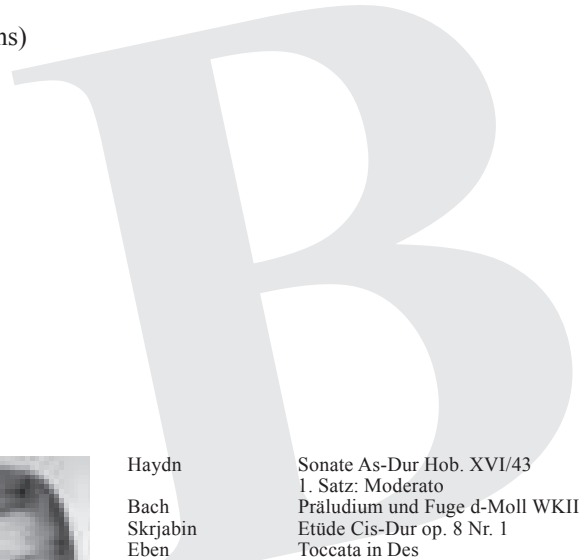 ns)
B
Haydn Sonate As-Dur Hob. XVI/43
1. Satz: Moderato
Bach Präludium und Fuge d-Moll WKII
Skrjabin Etüde Cis-Dur op. 8 Nr. 1
Eben Toccata in Des